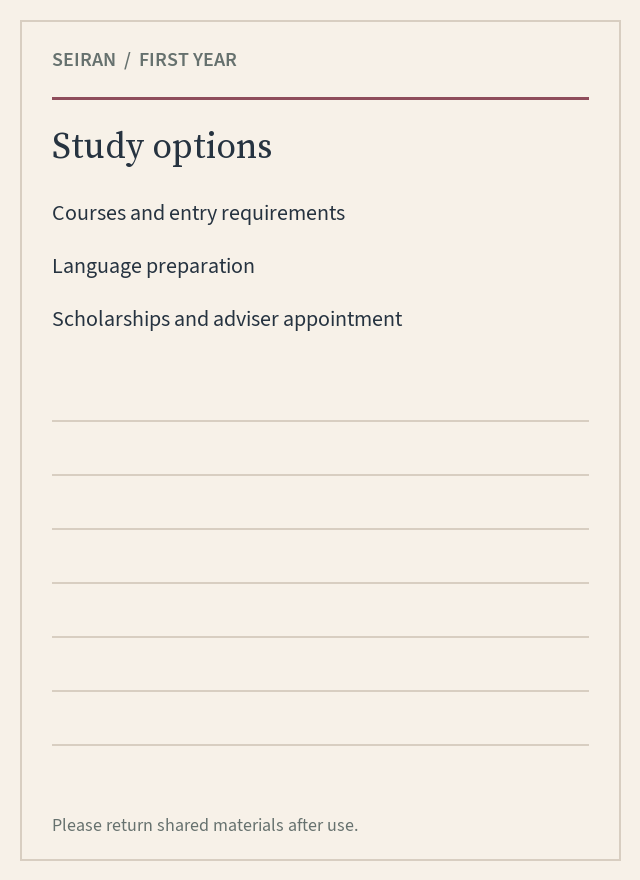 SEIRAN / FIRST YEAR
Study options
Courses and entry requirements
Language preparation
Scholarships and adviser appointment
Please return shared materials after use.